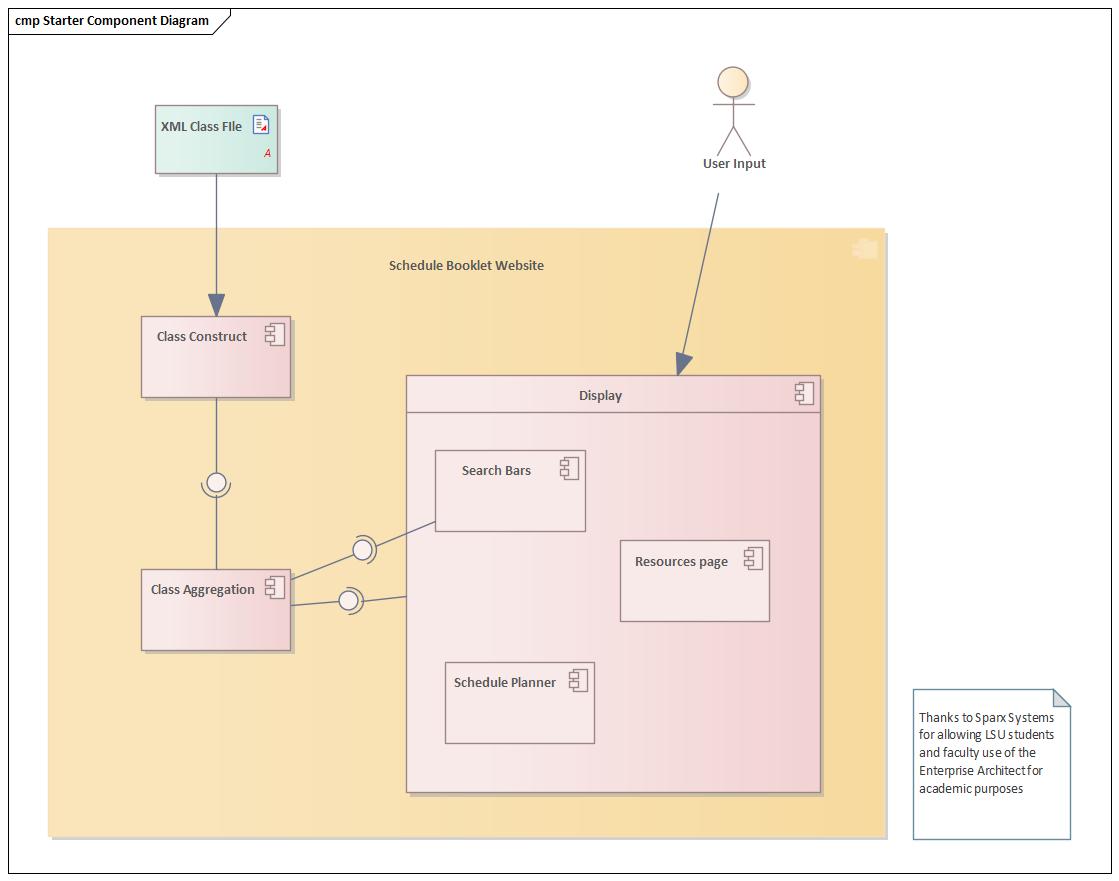 cmp Starter Component Diagram
XML Class FIle
A
User Input
Schedule Booklet Website
Class Construct
Display
Search Bars
Resources page
Class Aggregation
Schedule Planner
Thanks to Sparx Systems
for allowing LSU students
and faculty use of the
Enterprise Architect for
academic purposes